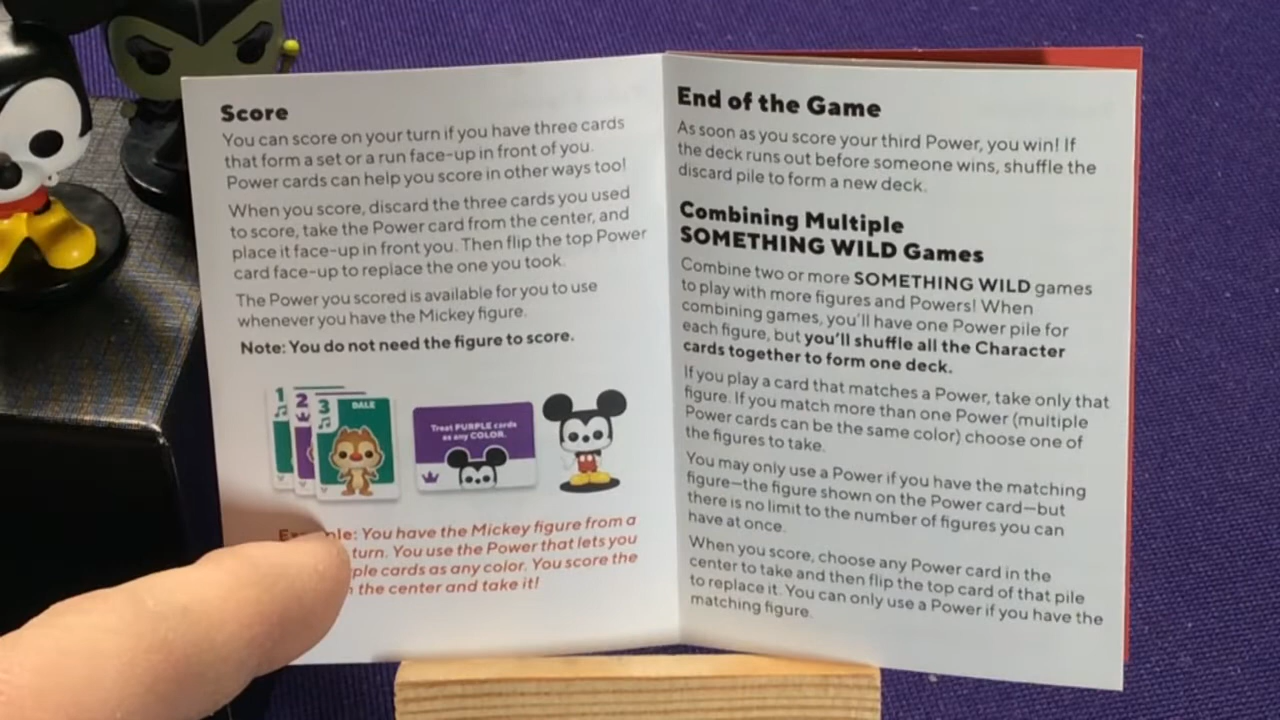 Score
You can score on your turn if you have three cards
that form a set or a run face-up in front of you.
Power cards can help you score in other ways too!
When you score, discard the three cards you used
to score, take the Power card from the center, and
place it face-up in front you. Then flip the top Power
card face-up to replace the one you took.
The Power you scored is available for you to use
whenever you have the Mickey figure.
Note: You do not need the figure to score.
1
2
3
DALE
Treat PURPLE cards
as any COLOR.
You have the Mickey figure from a
turn. You use the Power that lets you
cards as any color. You score the
the center and take it!
End of the Game
As soon as you score your third Power, you win! If
the deck runs out before someone wins, shuffle the
discard pile to form a new deck.
Combining Multiple
SOMETHING WILD Games
Combine two or more SOMETHING WILD games
to play with more figures and Powers! When
combining games, you'll have one Power pile for
each figure, but you'll shuffle all the Character
cards together to form one deck.
If you play a card that matches a Power, take only that
figure. If you match more than one Power (multiple
Power cards can be the same color) choose one of
the figures to take.
You may only use a Power if you have the matching
figure—the figure shown on the Power card—but
there is no limit to the number of figures you can
have at once.
When you score, choose any Power card in the
center to take and then flip the top card of that pile
to replace it. You can only use a Power if you have the
matching figure.